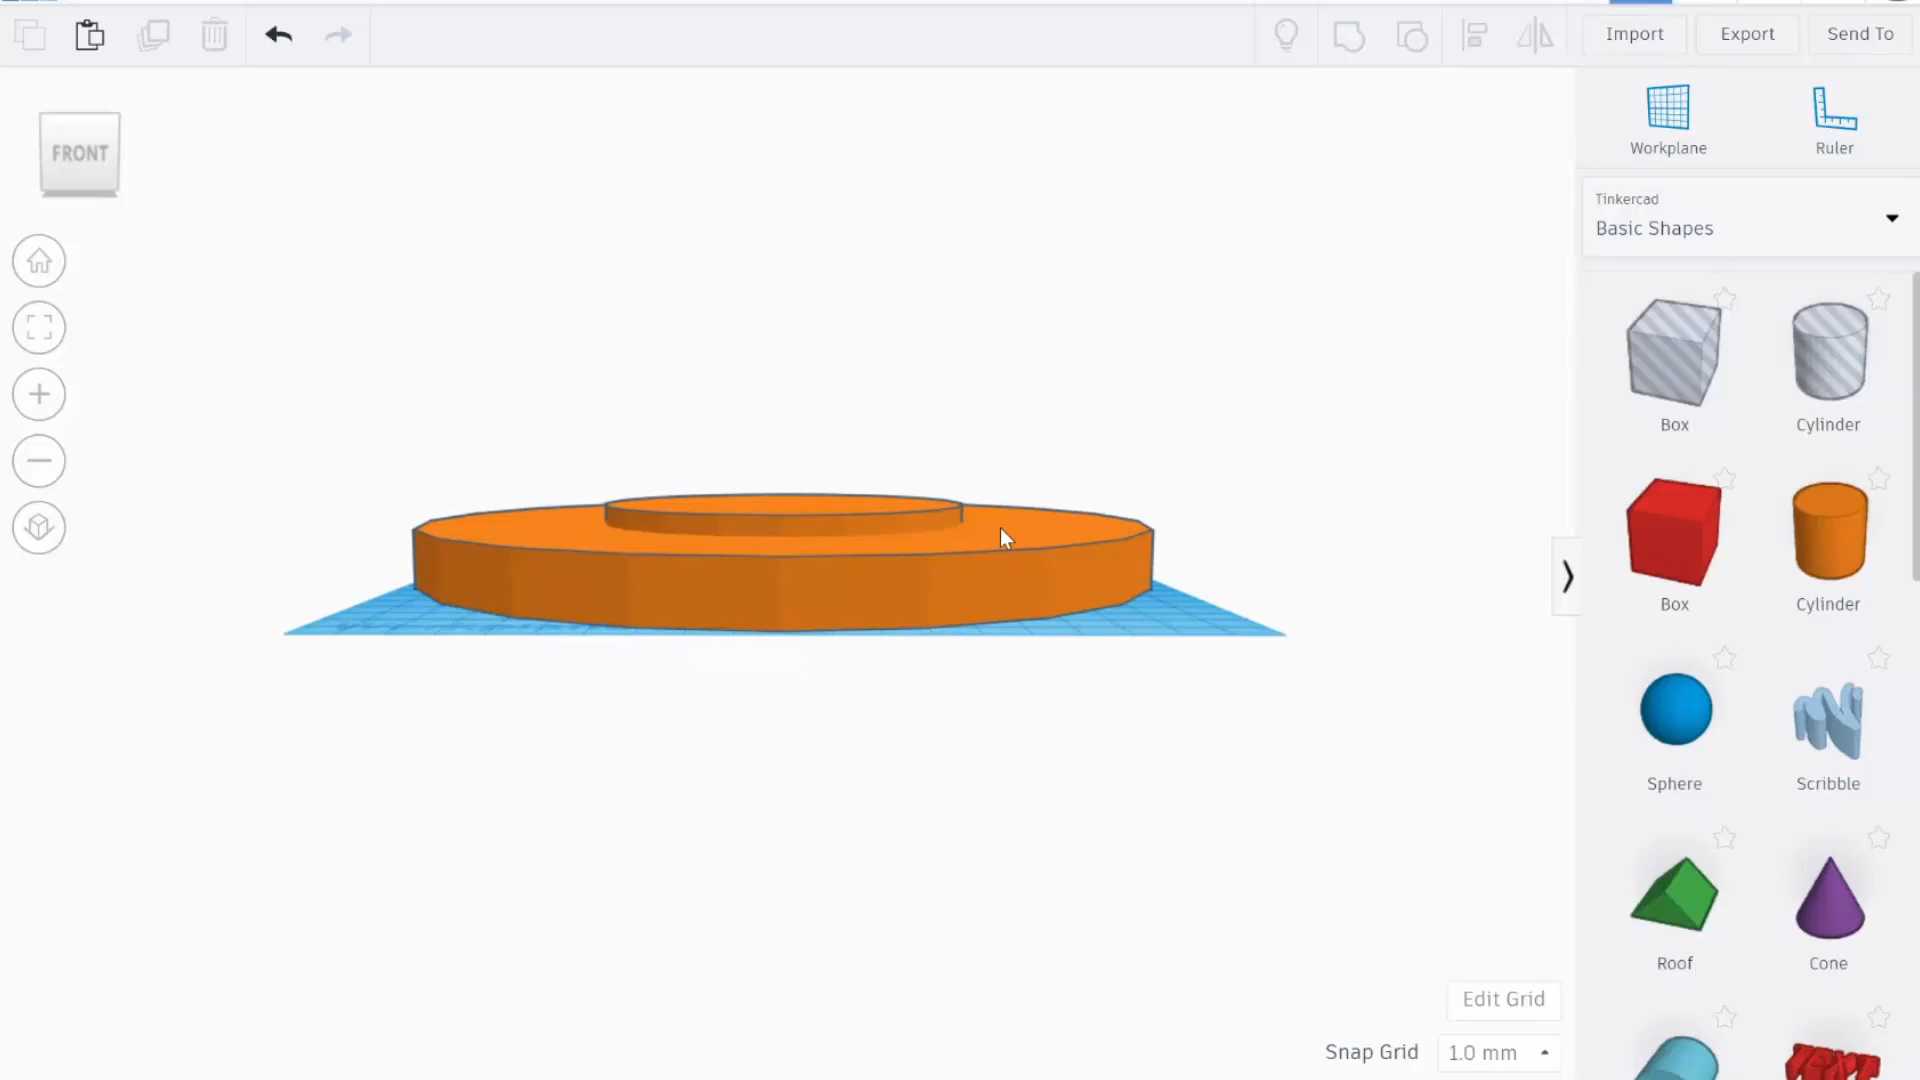 Import
Export
Send To
FRONT
Workplane
Ruler
Tinkercad
Basic Shapes
Box
Cylinder
Box
Cylinder
Sphere
Scribble
Roof
Cone
TEXT
Edit Grid
Snap Grid
1.0 mm